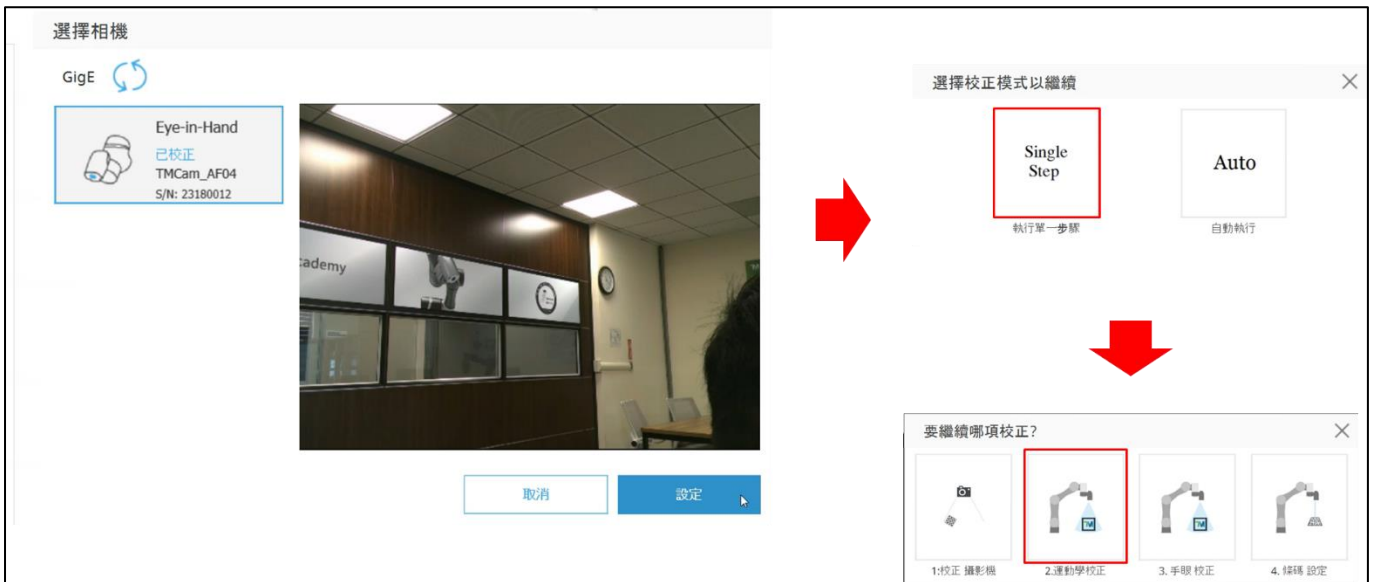 選擇相機
GigE
Eye-in-Hand
已校正
TMCam_AF04
S/N: 23180012
cademy
取消
設定
選擇校正模式以繼續
Single
Step
Auto
執行單一步驟
自動執行
要繼續哪項校正?
TM
TM
1:校正 攝影機
2.運動學校正
3. 手眼 校正
4. 條碼 設定